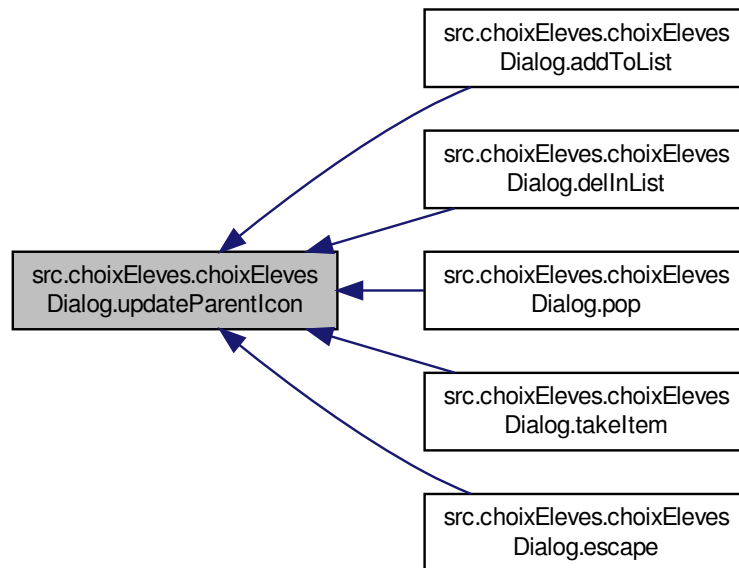 src.choixEleves.choixEleves
Dialog.addToList
src.choixEleves.choixEleves
Dialog.delInList
src.choixEleves.choixEleves
Dialog.updateParentIcon
src.choixEleves.choixEleves
Dialog.pop
src.choixEleves.choixEleves
Dialog.takeItem
src.choixEleves.choixEleves
Dialog.escape